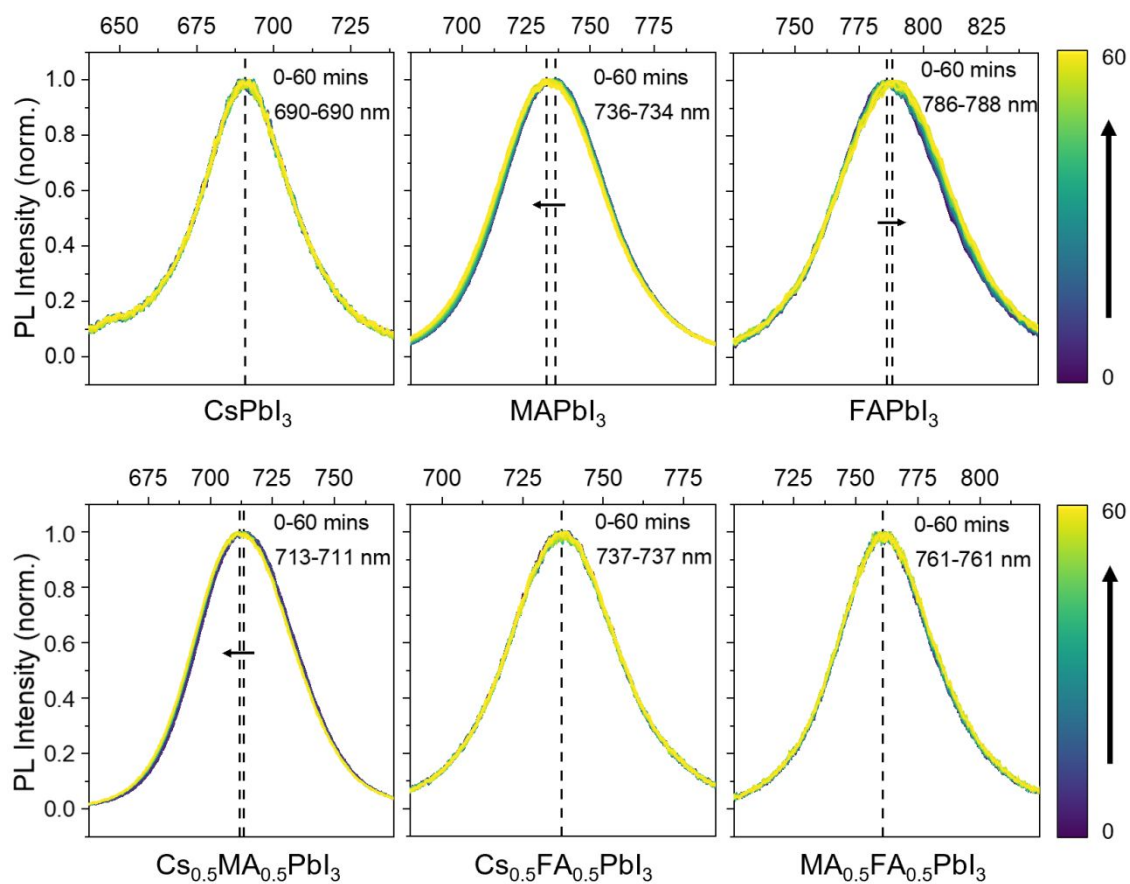 650 675 700 725
700 725 750 775
750 775 800 825
PL Intensity (norm.)
1.0
0.8
0.6
0.4
0.2
0.0
0-60 mins
690-690 nm
0-60 mins
736-734 nm
0-60 mins
786-788 nm
60
0
CsPbI₃
MAPbI₃
FAPbI₃
675 700 725 750
700 725 750 775
725 750 775 800
PL Intensity (norm.)
1.0
0.8
0.6
0.4
0.2
0.0
0-60 mins
713-711 nm
0-60 mins
737-737 nm
0-60 mins
761-761 nm
60
0
Cs₀.₅MA₀.₅PbI₃
Cs₀.₅FA₀.₅PbI₃
MA₀.₅FA₀.₅PbI₃